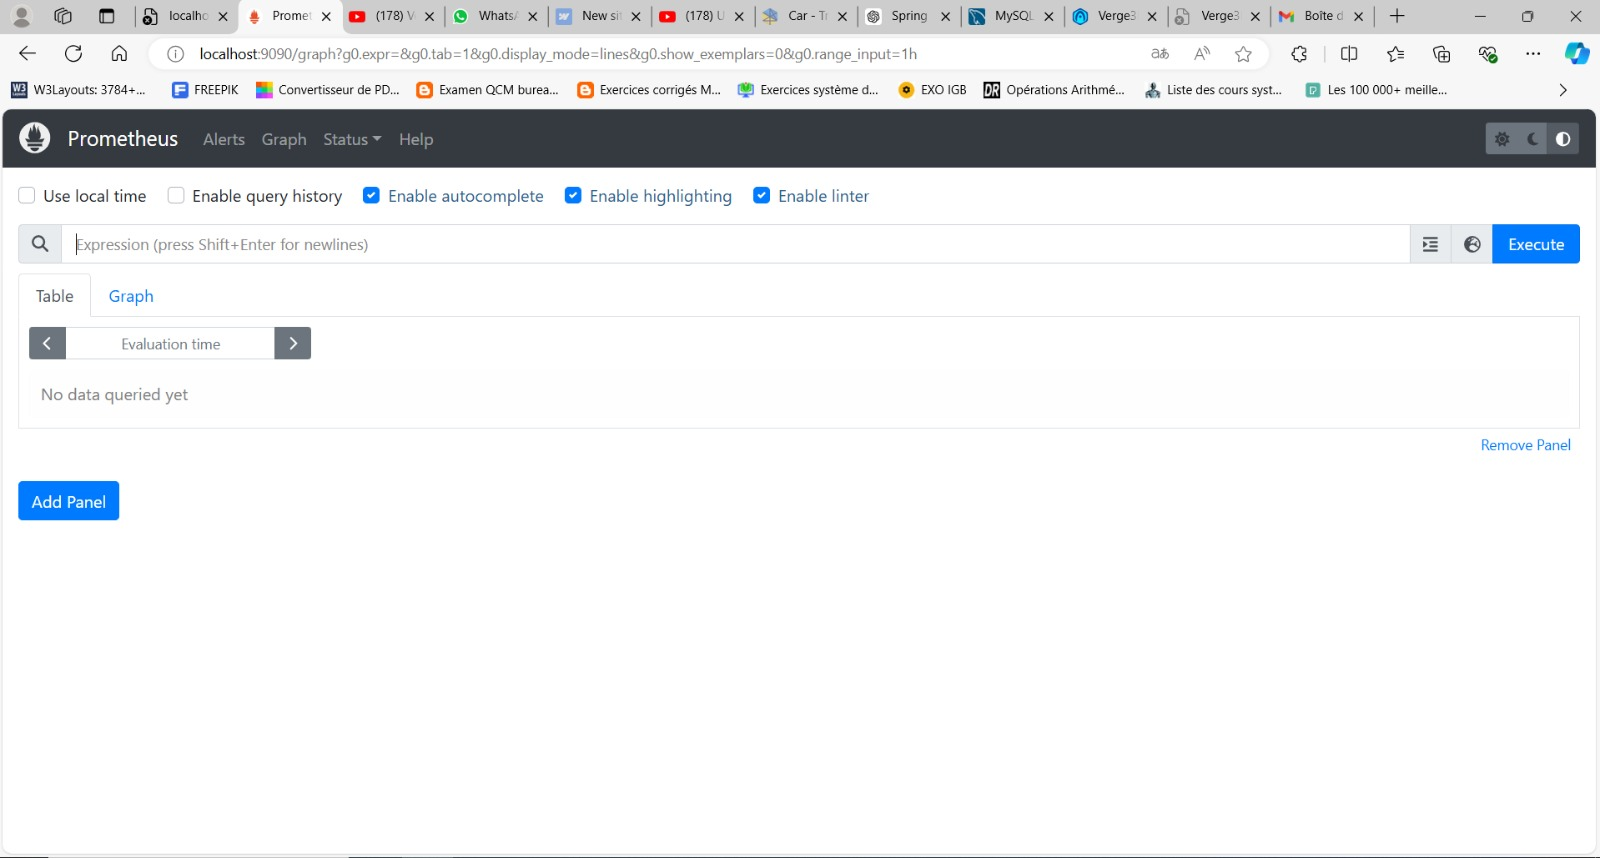 localho
Promet
(178) V
WhatsA
New sit
(178) U
Car - Tr
Spring
MySQL
Verge3
Verge3
Boîte d
localhost:9090/graph?g0.expr=&g0.tab=1&g0.display_mode=lines&g0.show_exemplars=0&g0.range_input=1h
W3Layouts: 3784+...
FREEPIK
Convertisseur de PD...
Examen QCM burea...
Exercices corrigés M...
Exercices système d...
EXO IGB
Opérations Arithmé...
Liste des cours syst...
Les 100 000+ meille...
Prometheus Alerts Graph Status Help
Use local time Enable query history Enable autocomplete Enable highlighting Enable linter
Expression (press Shift+Enter for newlines) Execute
Table Graph
Evaluation time
No data queried yet
Remove Panel
Add Panel